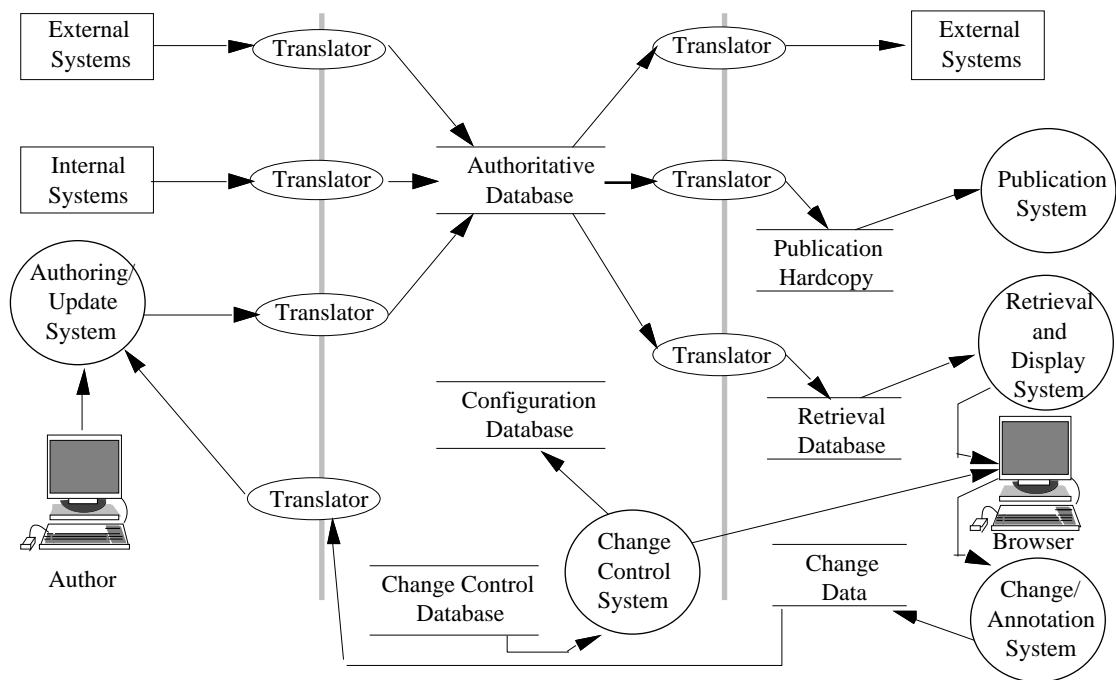 External
Systems
Translator
Translator
External
Systems
Internal
Systems
Translator
Authoritative
Database
Translator
Publication
System
Publication
Hardcopy
Authoring/
Update
System
Translator
Retrieval
and
Display
System
Translator
Configuration
Database
Retrieval
Database
Translator
Author
Change
Control
System
Browser
Change Control
Database
Change
Data
Change/
Annotation
System